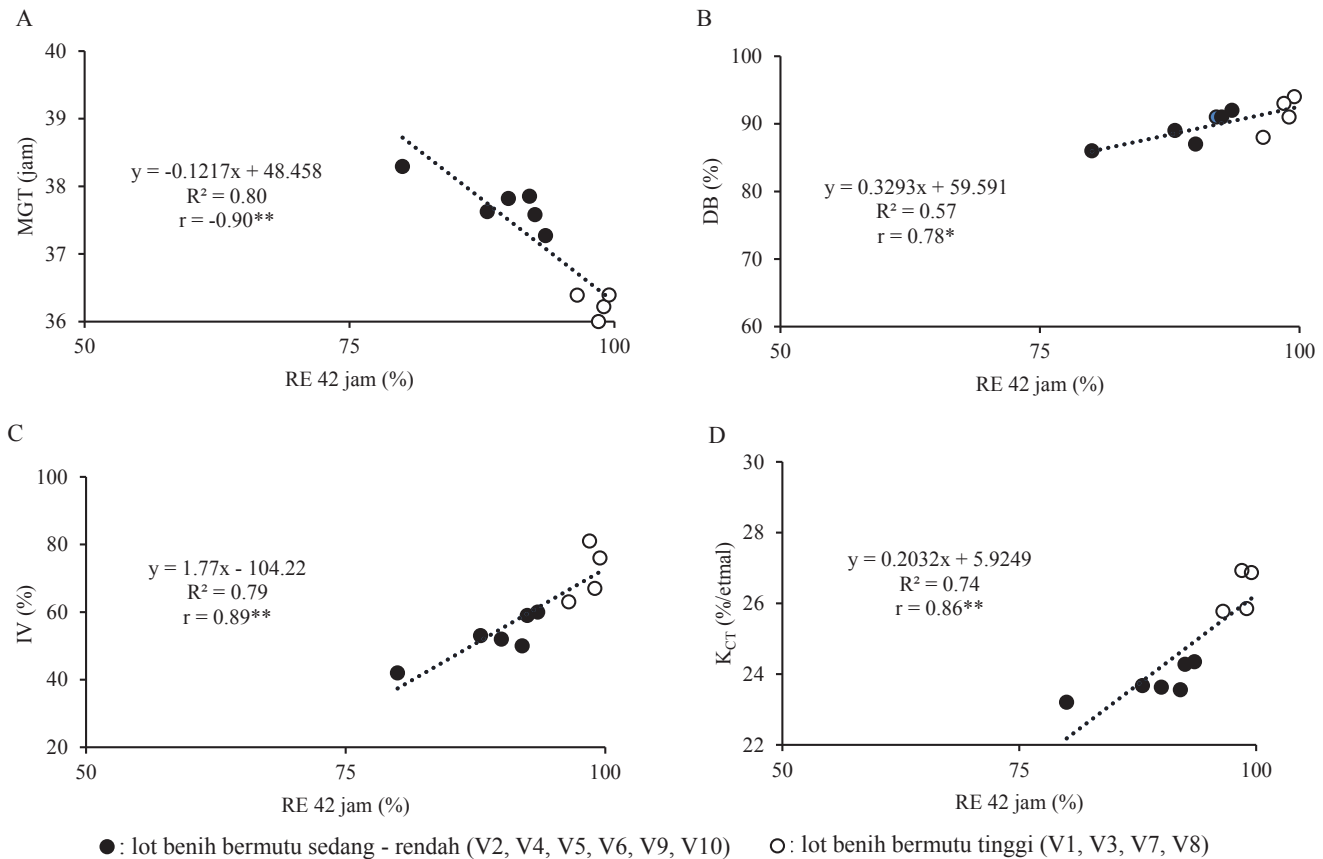 A
40
39
38
37
36
MGT (jam)
y = -0.1217x + 48.458
R² = 0.80
r = -0.90**
50
75
100
RE 42 jam (%)
B
100
90
80
70
60
DB (%)
y = 0.3293x + 59.591
R² = 0.57
r = 0.78*
50
75
100
RE 42 jam (%)
C
100
80
60
40
20
IV (%)
y = 1.77x - 104.22
R² = 0.79
r = 0.89**
50
75
100
RE 42 jam (%)
D
30
28
26
24
22
K_CT (%/etmal)
y = 0.2032x + 5.9249
R² = 0.74
r = 0.86**
50
75
100
RE 42 jam (%)
: lot benih bermutu sedang - rendah (V2, V4, V5, V6, V9, V10)
: lot benih bermutu tinggi (V1, V3, V7, V8)